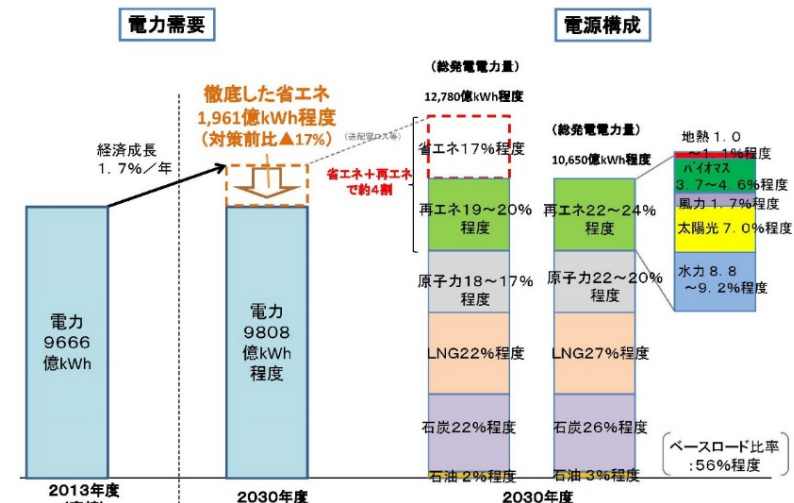 電力需要
電源構成
徹底した省エネ
1,961億kWh程度
(対策前比▲17%)
経済成長
1.7%/年
電力
9666
億kWh
電力
9808
億kWh
程度
2013年度
2030年度
(送配電ロス等)
(総発電電力量)
12,780億kWh程度
省エネ+再エネ
で約4割
省エネ17%程度
再エネ19~20%
程度
原子力18~17%
程度
LNG22%程度
石炭22%程度
石油 2%程度
(総発電電力量)
10,650億kWh程度
再エネ22~24%
程度
原子力22~20%
程度
LNG27%程度
石炭26%程度
石油 3%程度
2030年度
地熱1.0
~1.1%程度
バイオマス
3.7~4.6%程度
風力1.7%程度
太陽光7.0%程度
水力8.8
~9.2%程度
ベースロード比率
:56%程度